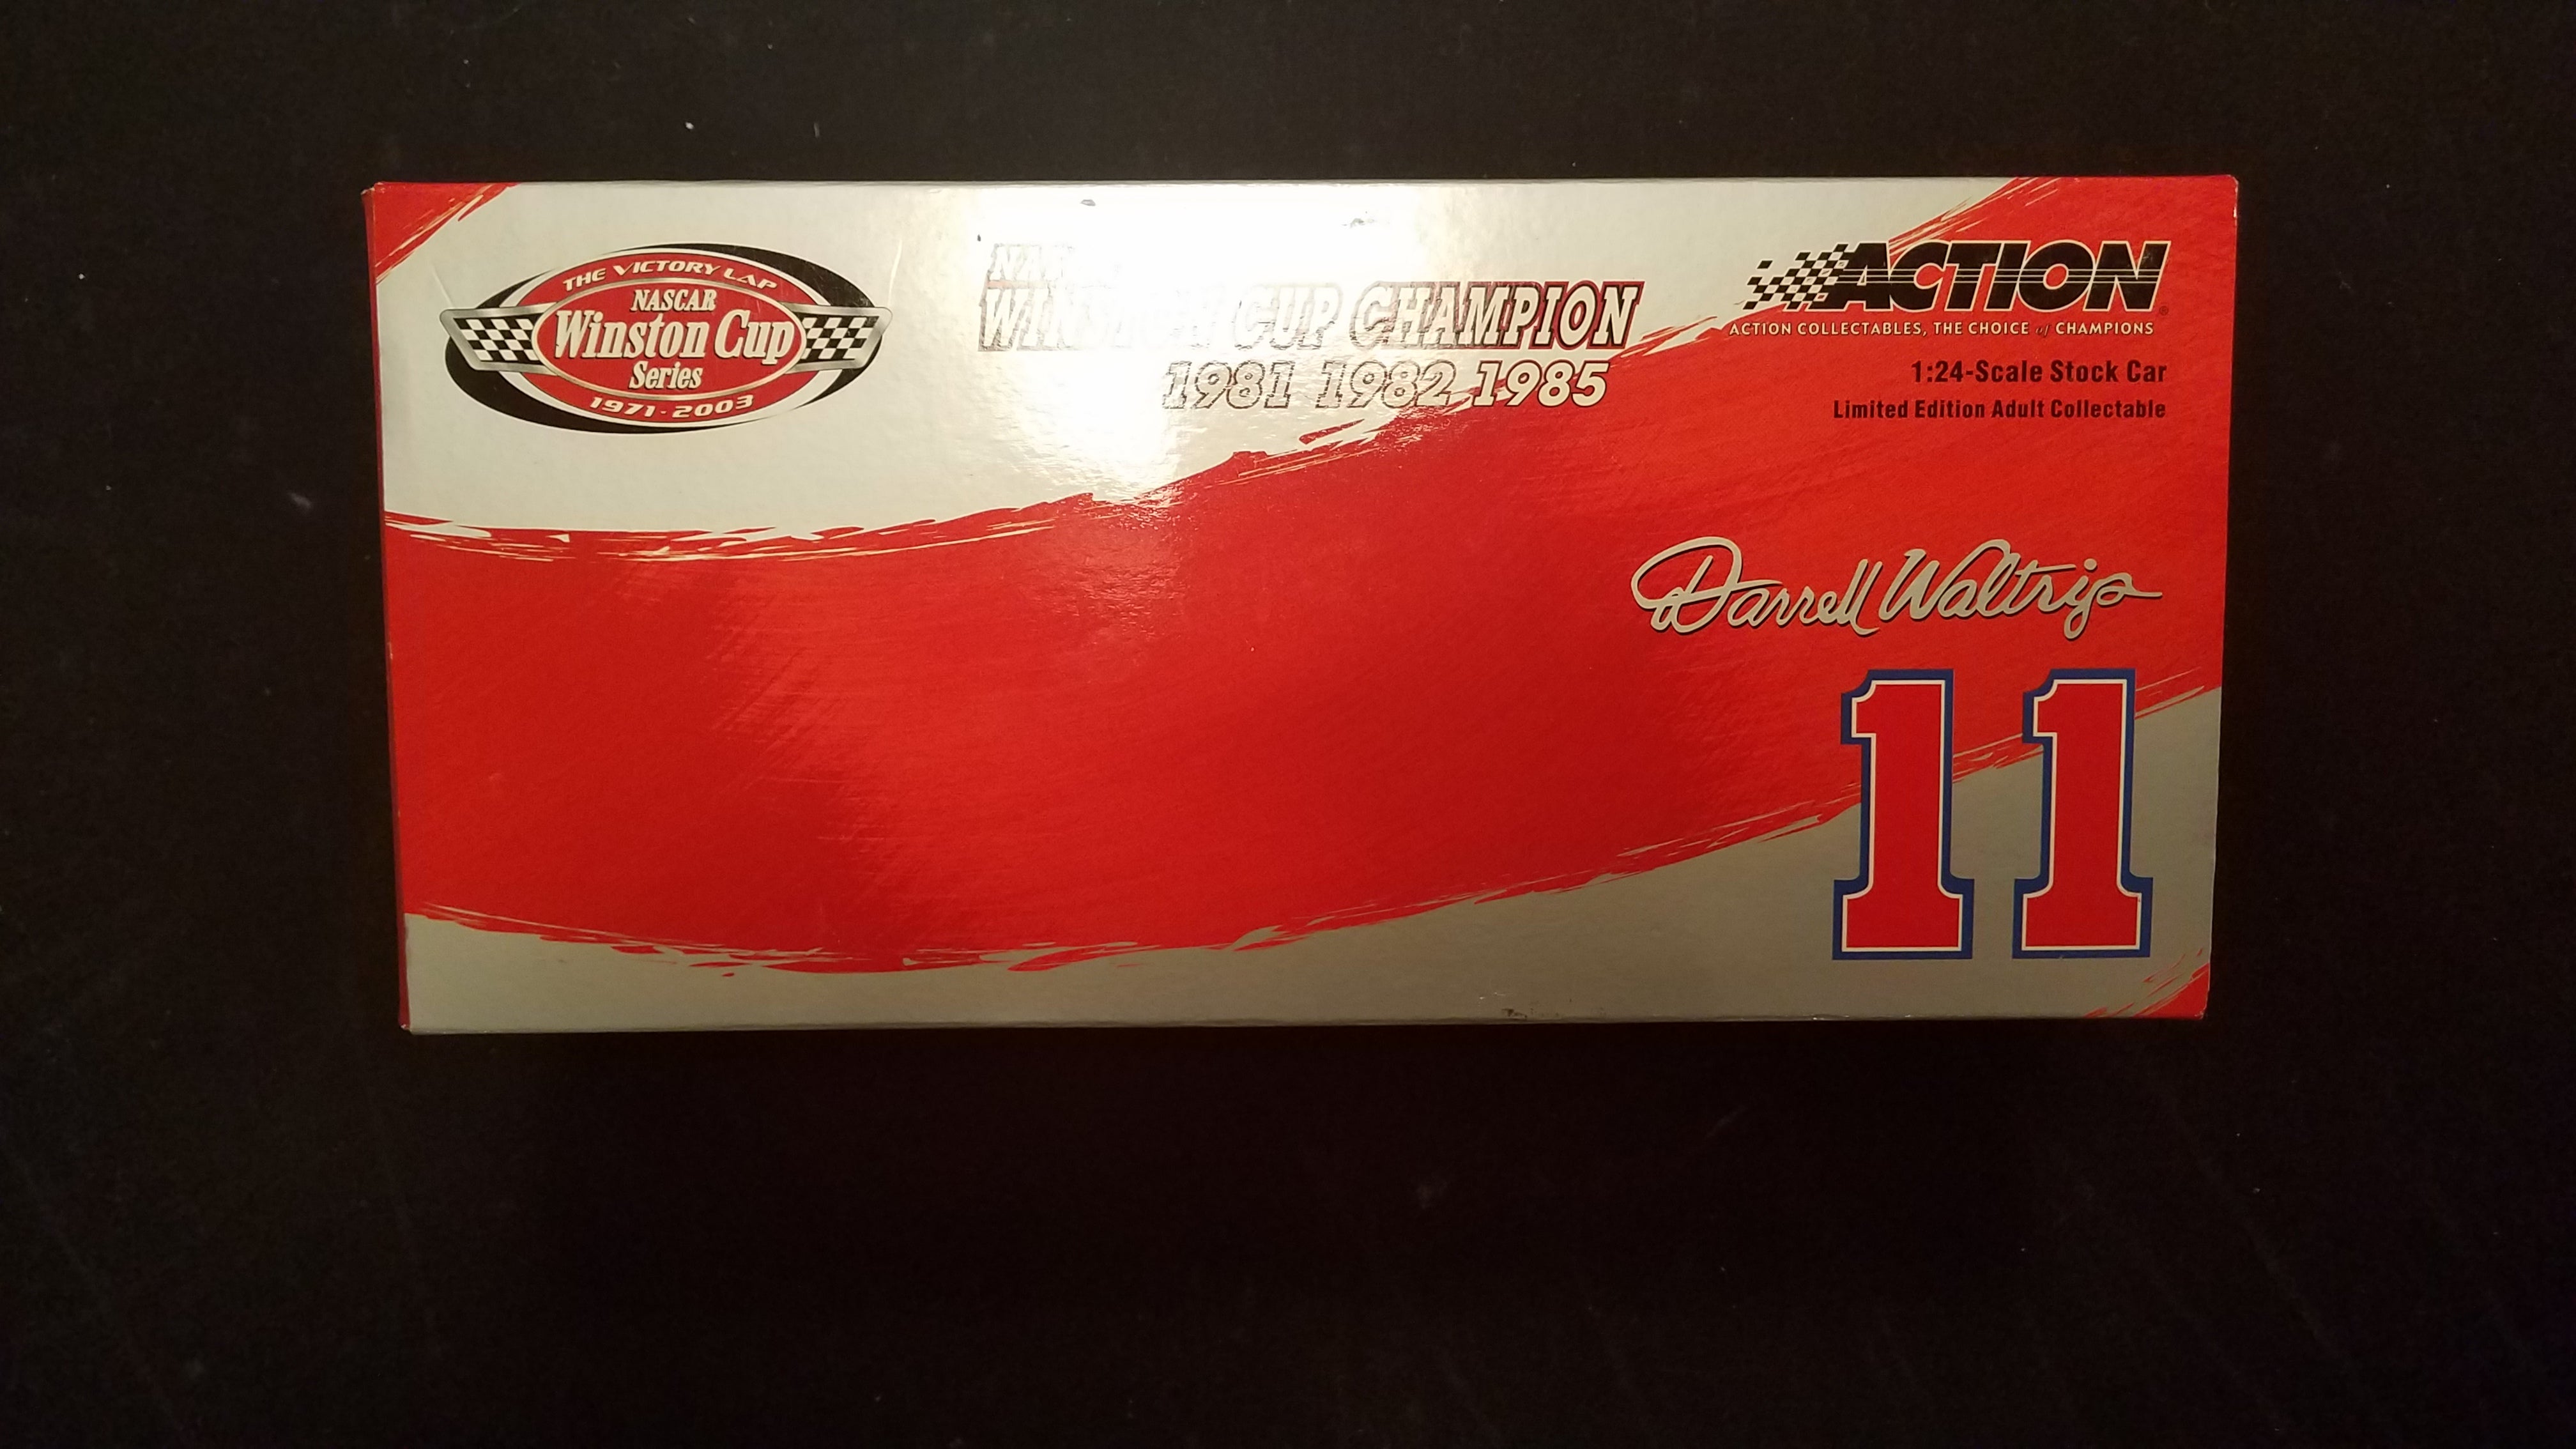 THE VICTORY LAP
NASCAR
Winston Cup
Series
1971-2003
WINSTON CUP CHAMPION
1981 1982 1985
ACTION
ACTION COLLECTABLES, THE CHOICE of CHAMPIONS
1:24-Scale Stock Car
Limited Edition Adult Collectable
Darrell Waltrip
11